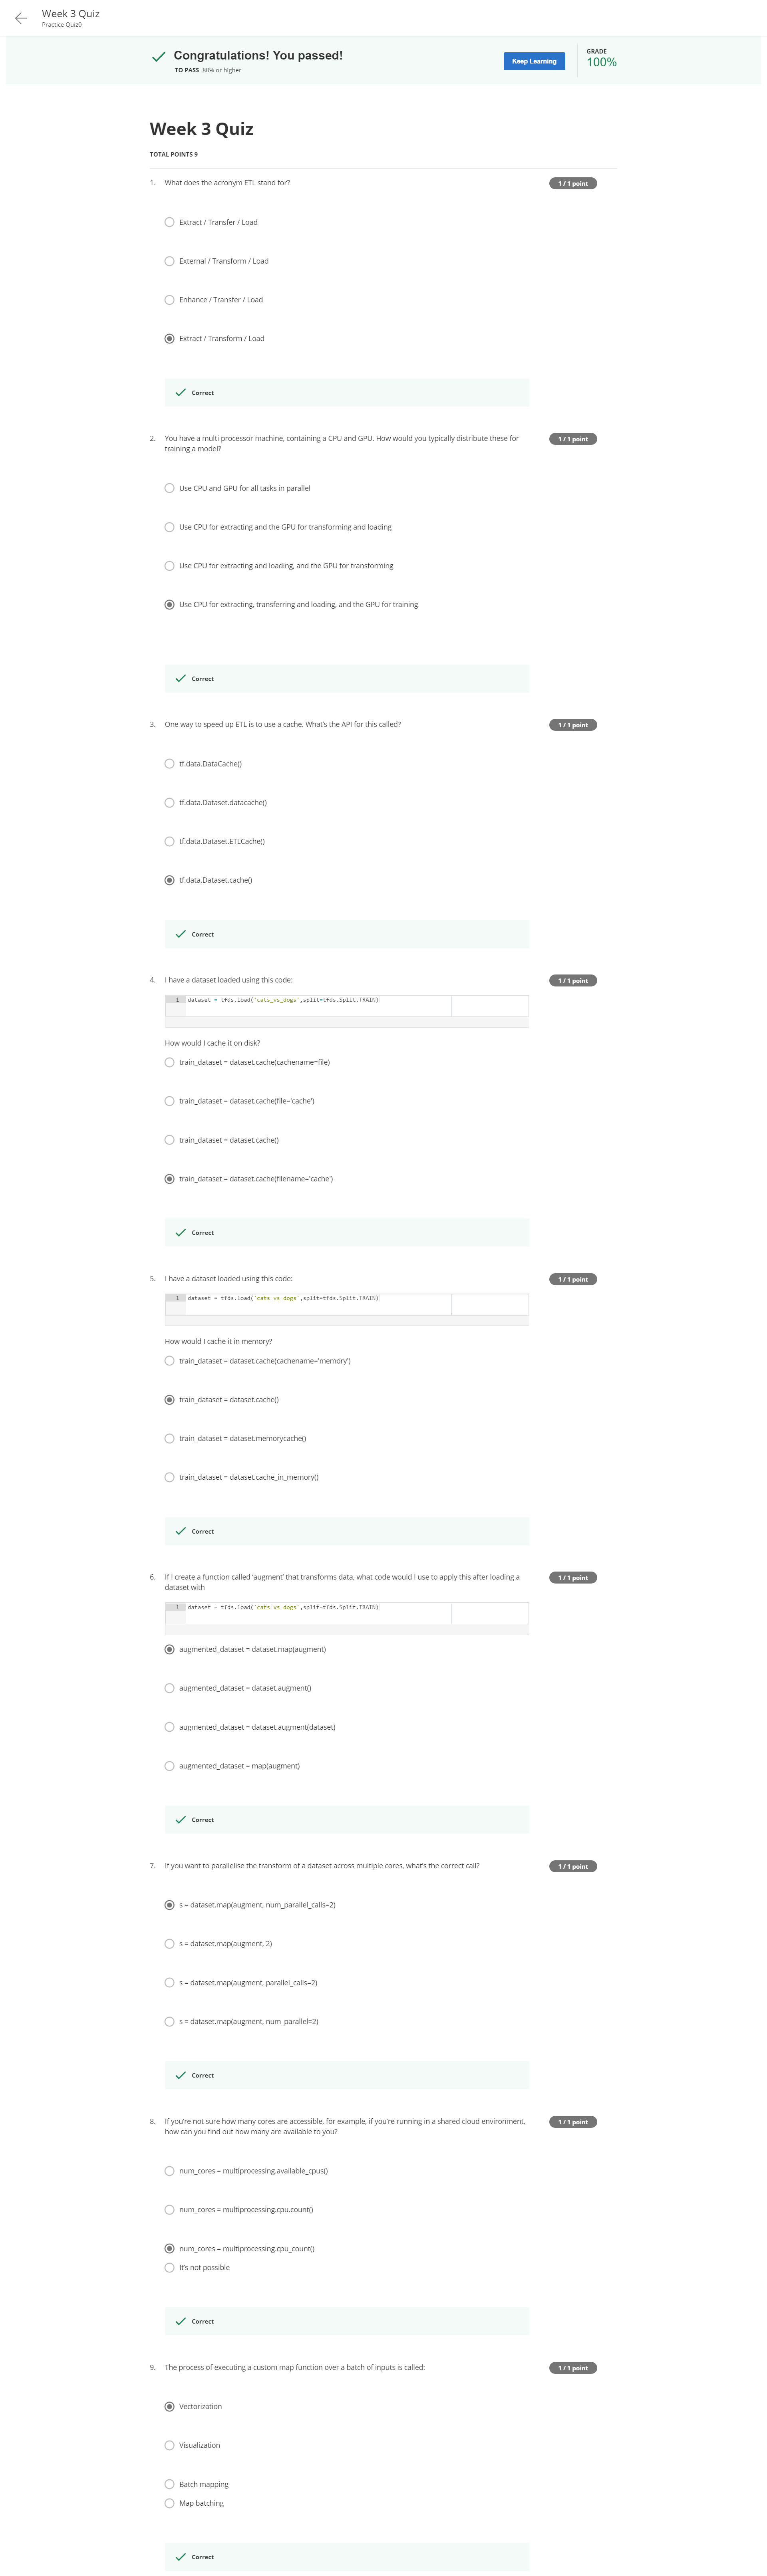 Week 3 Quiz
Practice Quiz0
Congratulations! You passed!
TO PASS 80% or higher
Keep Learning
GRADE
100%
Week 3 Quiz
TOTAL POINTS 9
1. What does the acronym ETL stand for?
1 / 1 point
Extract / Transfer / Load
External / Transform / Load
Enhance / Transfer / Load
Extract / Transform / Load
Correct
2. You have a multi processor machine, containing a CPU and GPU. How would you typically distribute these for
training a model?
1 / 1 point
Use CPU and GPU for all tasks in parallel
Use CPU for extracting and the GPU for transforming and loading
Use CPU for extracting and loading, and the GPU for transforming
Use CPU for extracting, transferring and loading, and the GPU for training
Correct
3. One way to speed up ETL is to use a cache. What's the API for this called?
1 / 1 point
tf.data.DataCache()
tf.data.Dataset.datacache()
tf.data.Dataset.ETLCache()
tf.data.Dataset.cache()
Correct
4. I have a dataset loaded using this code:
1 / 1 point
1 dataset = tfds.load('cats_vs_dogs',split=tfds.Split.TRAIN)
How would I cache it on disk?
train_dataset = dataset.cache(cachename=file)
train_dataset = dataset.cache(file='cache')
train_dataset = dataset.cache()
train_dataset = dataset.cache(filename='cache')
Correct
5. I have a dataset loaded using this code:
1 / 1 point
1 dataset = tfds.load('cats_vs_dogs',split=tfds.Split.TRAIN)
How would I cache it in memory?
train_dataset = dataset.cache(cachename='memory')
train_dataset = dataset.cache()
train_dataset = dataset.memorycache()
train_dataset = dataset.cache_in_memory()
Correct
6. If I create a function called 'augment' that transforms data, what code would I use to apply this after loading a
dataset with
1 / 1 point
1 dataset = tfds.load('cats_vs_dogs',split=tfds.Split.TRAIN)
augmented_dataset = dataset.map(augment)
augmented_dataset = dataset.augment()
augmented_dataset = dataset.augment(dataset)
augmented_dataset = map(augment)
Correct
7. If you want to parallelise the transform of a dataset across multiple cores, what's the correct call?
1 / 1 point
s = dataset.map(augment, num_parallel_calls=2)
s = dataset.map(augment, 2)
s = dataset.map(augment, parallel_calls=2)
s = dataset.map(augment, num_parallel=2)
Correct
8. If you're not sure how many cores are accessible, for example, if you're running in a shared cloud environment,
how can you find out how many are available to you?
1 / 1 point
num_cores = multiprocessing.available_cpus()
num_cores = multiprocessing.cpu.count()
num_cores = multiprocessing.cpu_count()
It's not possible
Correct
9. The process of executing a custom map function over a batch of inputs is called:
1 / 1 point
Vectorization
Visualization
Batch mapping
Map batching
Correct